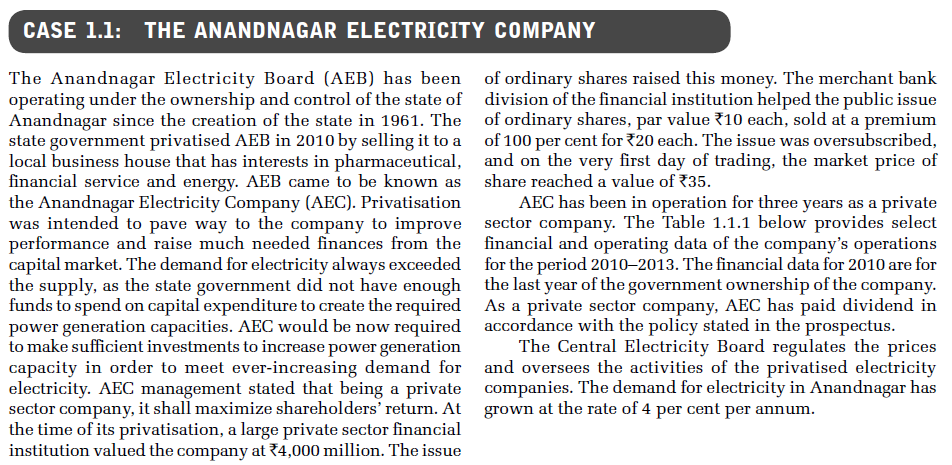 CASE 1.1: THE ANANDNAGAR ELECTRICITY COMPANY
The Anandnagar Electricity Board (AEB) has been
operating under the ownership and control of the state of
Anandnagar since the creation of the state in 1961. The
state government privatised AEB in 2010 by selling it to a
local business house that has interests in pharmaceutical,
financial service and energy. AEB came to be known as
the Anandnagar Electricity Company (AEC). Privatisation
was intended to pave way to the company to improve
performance and raise much needed finances from the
capital market. The demand for electricity always exceeded
the supply, as the state government did not have enough
funds to spend on capital expenditure to create the required
power generation capacities. AEC would be now required
to make sufficient investments to increase power generation
capacity in order to meet ever-increasing demand for
electricity. AEC management stated that being a private
sector company, it shall maximize shareholders’ return. At
the time of its privatisation, a large private sector financial
institution valued the company at ₹4,000 million. The issue
of ordinary shares raised this money. The merchant bank
division of the financial institution helped the public issue
of ordinary shares, par value ₹10 each, sold at a premium
of 100 per cent for ₹20 each. The issue was oversubscribed,
and on the very first day of trading, the market price of
share reached a value of ₹35.
AEC has been in operation for three years as a private
sector company. The Table 1.1.1 below provides select
financial and operating data of the company’s operations
for the period 2010–2013. The financial data for 2010 are for
the last year of the government ownership of the company.
As a private sector company, AEC has paid dividend in
accordance with the policy stated in the prospectus.
The Central Electricity Board regulates the prices
and oversees the activities of the privatised electricity
companies. The demand for electricity in Anandnagar has
grown at the rate of 4 per cent per annum.